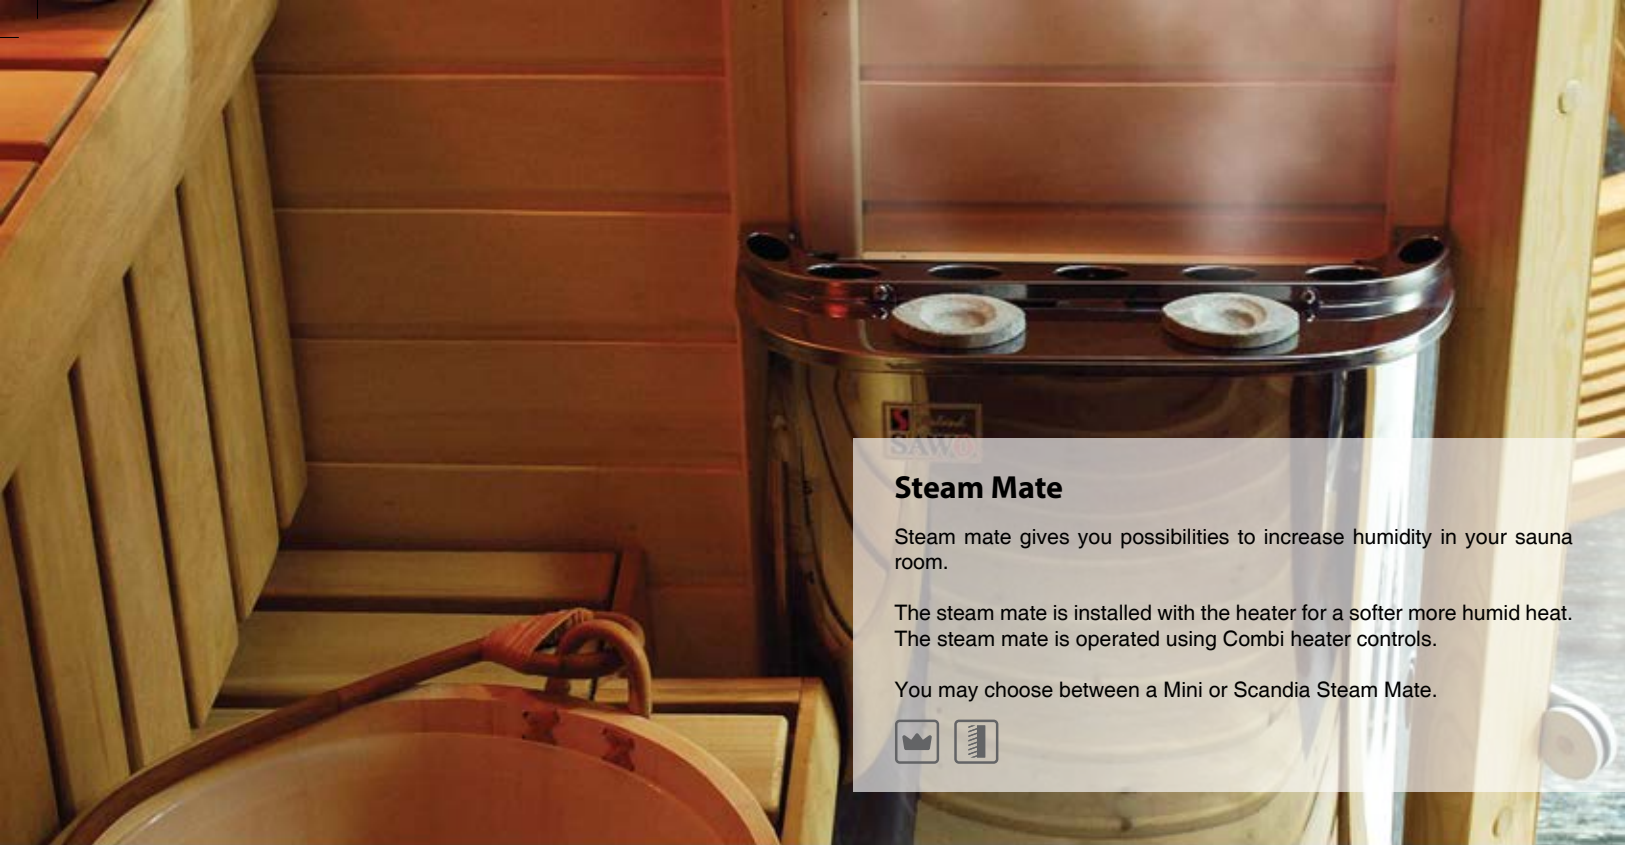 SAWO
Steam Mate
Steam mate gives you possibilities to increase humidity in your sauna
room.
The steam mate is installed with the heater for a softer more humid heat.
The steam mate is operated using Combi heater controls.
You may choose between a Mini or Scandia Steam Mate.